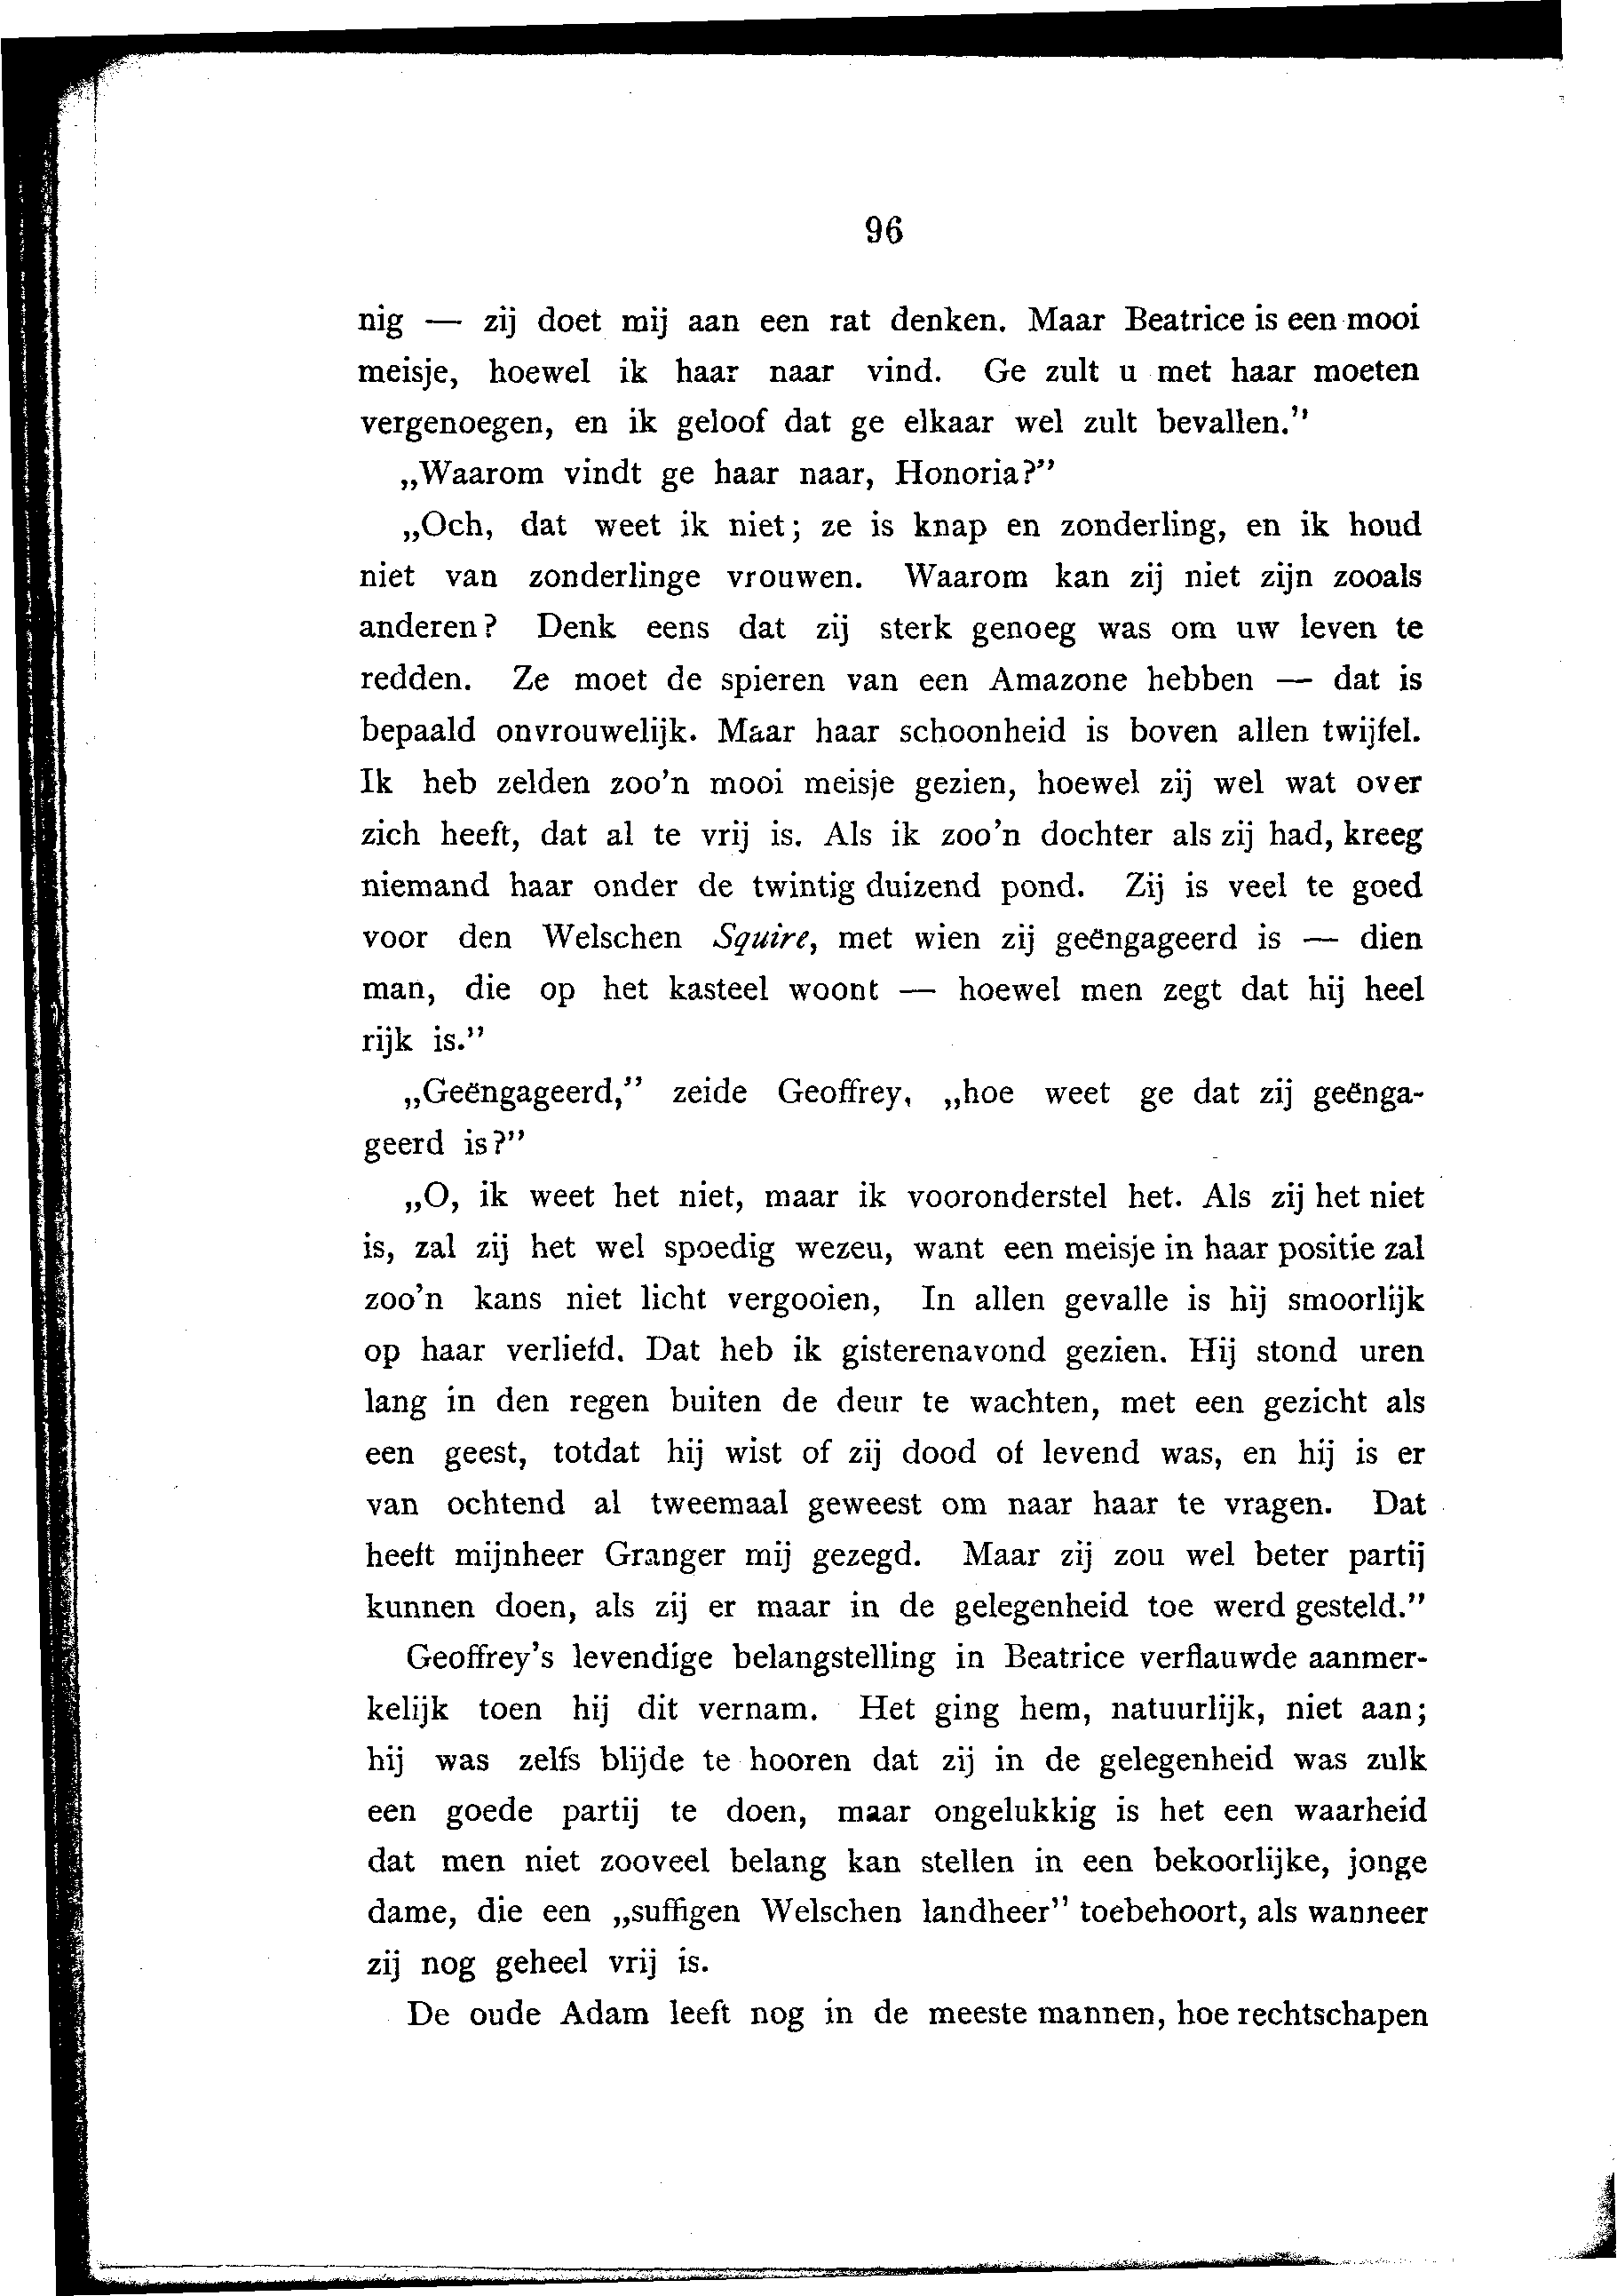 96
nig — zij doet mij aan een rat denken. Maar Beatrice is een mooi
meisje, hoewel ik haar naar vind. Ge zult u met haar moeten
vergenoegen, en ik geloof dat ge elkaar wel zult bevallen.”
„Waarom vindt ge haar naar, Honoria?”
„Och, dat weet ik niet; ze is knap en zonderling, en ik houd
niet van zonderlinge vrouwen. Waarom kan zij niet zijn zooals
anderen? Denk eens dat zij sterk genoeg was om uw leven te
redden. Ze moet de spieren van een Amazone hebben — dat is
bepaald onvrouwelijk. Maar haar schoonheid is boven allen twijfel.
Ik heb zelden zoo'n mooi meisje gezien, hoewel zij wel wat over
zich heeft, dat al te vrij is. Als ik zoo'n dochter als zij had, kreeg
niemand haar onder de twintig duizend pond. Zij is veel te goed
voor den Welschen Squire, met wien zij geëngageerd is — dien
man, die op het kasteel woont — hoewel men zegt dat hij heel
rijk is.”
„Geëngageerd,” zeide Geoffrey, „hoe weet ge dat zij geënga-
geerd is?”
„O, ik weet het niet, maar ik vooronderstel het. Als zij het niet
is, zal zij het wel spoedig wezeu, want een meisje in haar positie zal
zoo'n kans niet licht vergooien, In allen gevalle is hij smoorlijk
op haar verliefd. Dat heb ik gisterenavond gezien. Hij stond uren
lang in den regen buiten de deur te wachten, met een gezicht als
een geest, totdat hij wist of zij dood of levend was, en hij is er
van ochtend al tweemaal geweest om naar haar te vragen. Dat
heeft mijnheer Granger mij gezegd. Maar zij zou wel beter partij
kunnen doen, als zij er maar in de gelegenheid toe werd gesteld.”
Geoffrey's levendige belangstelling in Beatrice verflauwde aanmer-
kelijk toen hij dit vernam. Het ging hem, natuurlijk, niet aan;
hij was zelfs blijde te hooren dat zij in de gelegenheid was zulk
een goede partij te doen, maar ongelukkig is het een waarheid
dat men niet zooveel belang kan stellen in een bekoorlijke, jonge
dame, die een „suffigen Welschen landheer” toebehoort, als wanneer
zij nog geheel vrij is.
De oude Adam leeft nog in de meeste mannen, hoe rechtschapen